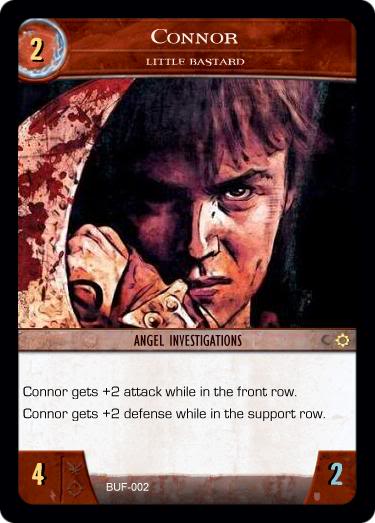 2
CONNOR
LITTLE BASTARD
ANGEL INVESTIGATIONS
Connor gets +2 attack while in the front row.
Connor gets +2 defense while in the support row.
4
BUF-002
2